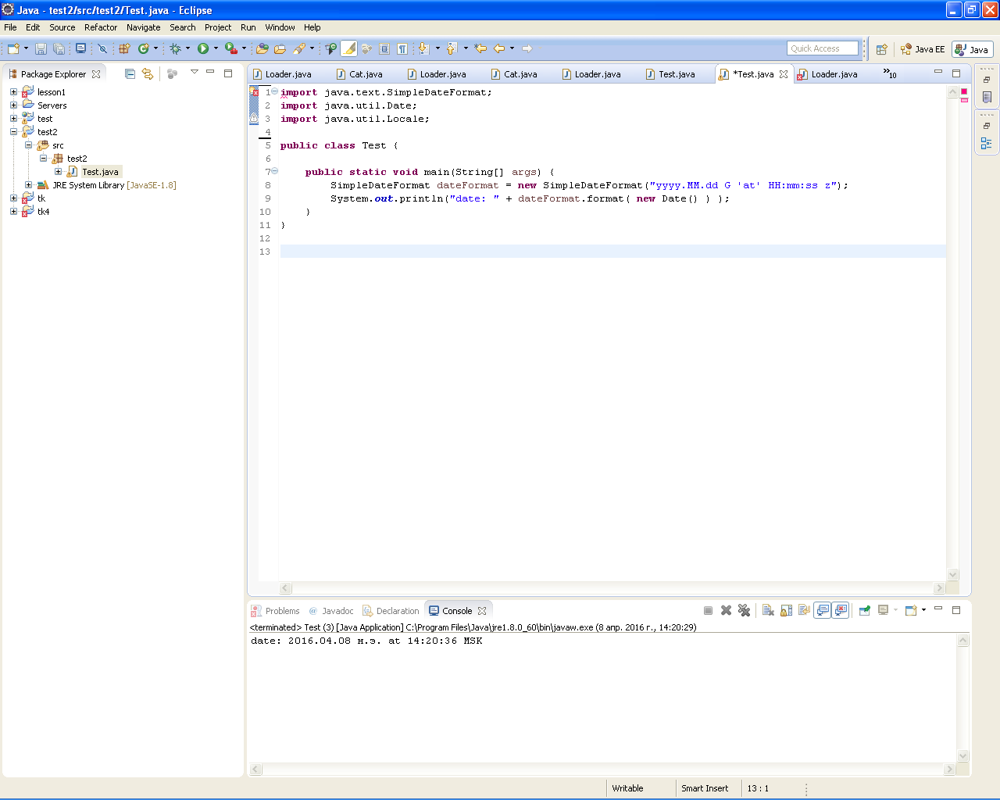 Java - test2/src/test2/Test.java - Eclipse
File Edit Source Refactor Navigate Search Project Run Window Help
Quick Access
Java EE
Java
Package Explorer
Loader.java
Cat.java
Loader.java
Cat.java
Loader.java
Test.java
*Test.java
Loader.java
»10
lesson1
Servers
test
test2
src
test2
Test.java
JRE System Library [JavaSE-1.8]
tk
tk4
1 import java.text.SimpleDateFormat;
2 import java.util.Date;
3 import java.util.Locale;
4
5 public class Test {
6
7 public static void main(String[] args) {
8 SimpleDateFormat dateFormat = new SimpleDateFormat("yyyy.MM.dd G 'at' HH:mm:ss z");
9 System.out.println("date: " + dateFormat.format( new Date() ) );
10 }
11 }
12
13
Problems @ Javadoc Declaration Console
<terminated> Test (3) [Java Application] C:\Program Files\Java\jre1.8.0_60\bin\javaw.exe (8 апр. 2016 г., 14:20:29)
date: 2016.04.08 н.э. at 14:20:36 MSK
Writable
Smart Insert
13 : 1